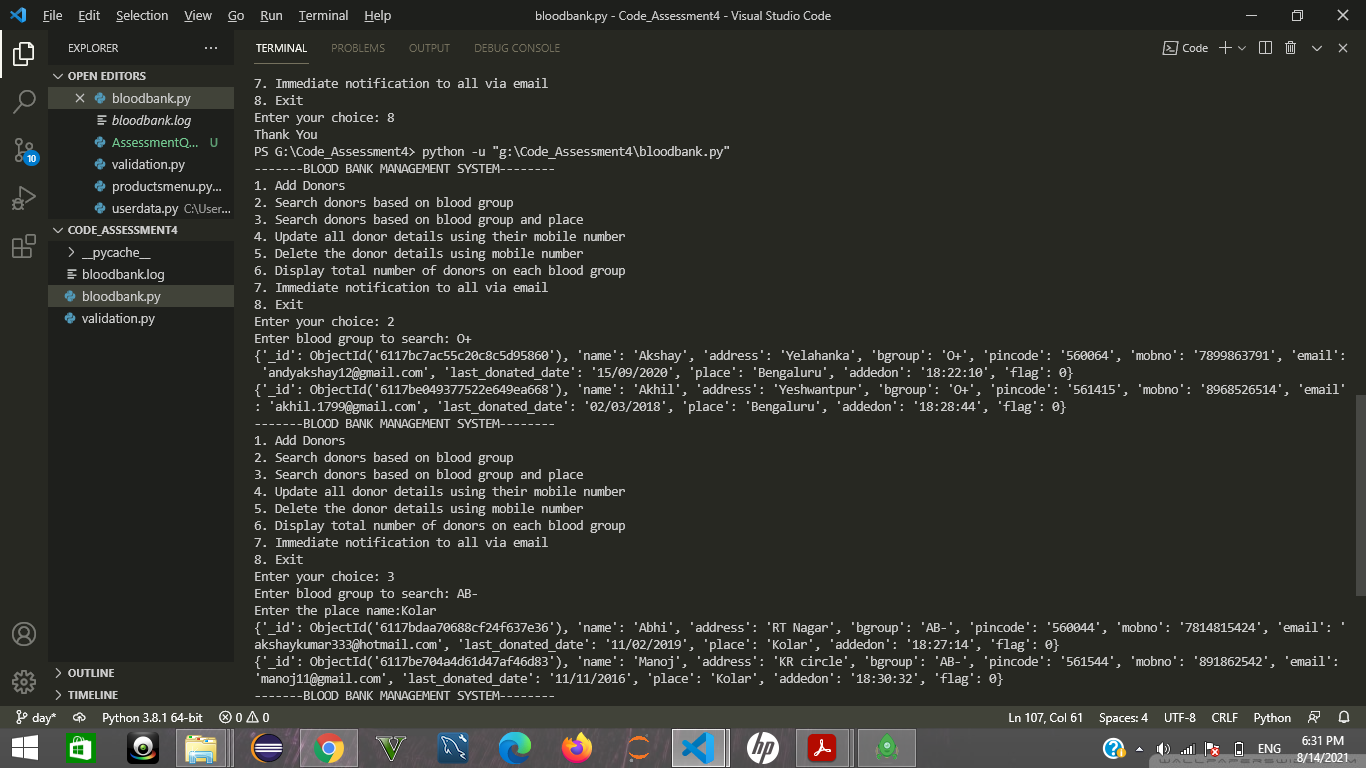 File Edit Selection View Go Run Terminal Help
bloodbank.py - Code_Assessment4 - Visual Studio Code
EXPLORER
OPEN EDITORS
bloodbank.py
bloodbank.log
AssessmentQ... U
validation.py
productsmenu.py...
userdata.py C:\User...
CODE_ASSESSMENT4
__pycache__
bloodbank.log
bloodbank.py
validation.py
OUTLINE
TIMELINE
10
TERMINAL PROBLEMS OUTPUT DEBUG CONSOLE
Code
7. Immediate notification to all via email
8. Exit
Enter your choice: 8
Thank You
PS G:\Code_Assessment4> python -u "g:\Code_Assessment4\bloodbank.py"
-------BLOOD BANK MANAGEMENT SYSTEM--------
1. Add Donors
2. Search donors based on blood group
3. Search donors based on blood group and place
4. Update all donor details using their mobile number
5. Delete the donor details using mobile number
6. Display total number of donors on each blood group
7. Immediate notification to all via email
8. Exit
Enter your choice: 2
Enter blood group to search: O+
{'_id': ObjectId('6117bc7ac55c20c8c5d95860'), 'name': 'Akshay', 'address': 'Yelahanka', 'bgroup': 'O+', 'pincode': '560064', 'mobno': '7899863791', 'email':
'andyakshay12@gmail.com', 'last_donated_date': '15/09/2020', 'place': 'Bengaluru', 'addedon': '18:22:10', 'flag': 0}
{'_id': ObjectId('6117be049377522e649ea668'), 'name': 'Akhil', 'address': 'Yeshwantpur', 'bgroup': 'O+', 'pincode': '561415', 'mobno': '8968526514', 'email'
: 'akhil.1799@gmail.com', 'last_donated_date': '02/03/2018', 'place': 'Bengaluru', 'addedon': '18:28:44', 'flag': 0}
-------BLOOD BANK MANAGEMENT SYSTEM--------
1. Add Donors
2. Search donors based on blood group
3. Search donors based on blood group and place
4. Update all donor details using their mobile number
5. Delete the donor details using mobile number
6. Display total number of donors on each blood group
7. Immediate notification to all via email
8. Exit
Enter your choice: 3
Enter blood group to search: AB-
Enter the place name:Kolar
{'_id': ObjectId('6117bdaa70688cf24f637e36'), 'name': 'Abhi', 'address': 'RT Nagar', 'bgroup': 'AB-', 'pincode': '560044', 'mobno': '7814815424', 'email': '
akshaykumar333@hotmail.com', 'last_donated_date': '11/02/2019', 'place': 'Kolar', 'addedon': '18:27:14', 'flag': 0}
{'_id': ObjectId('6117be704a4d61d47af46d83'), 'name': 'Manoj', 'address': 'KR circle', 'bgroup': 'AB-', 'pincode': '561544', 'mobno': '891862542', 'email':
'manoj11@gmail.com', 'last_donated_date': '11/11/2016', 'place': 'Kolar', 'addedon': '18:30:32', 'flag': 0}
-------BLOOD BANK MANAGEMENT SYSTEM--------
day* Python 3.8.1 64-bit 0 0
Ln 107, Col 61 Spaces: 4 UTF-8 CRLF Python
ENG
6:31 PM
8/14/2021